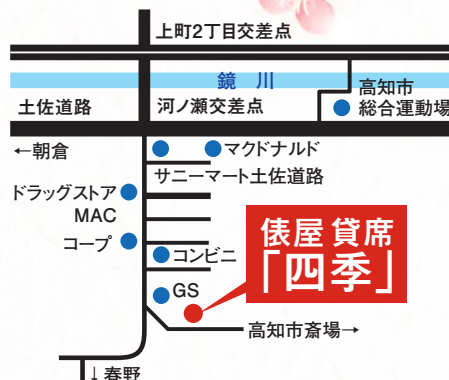 上町2丁目交差点
鏡川
高知市
総合運動場
土佐道路
河ノ瀬交差点
←朝倉
マクドナルド
サニーマート土佐道路
ドラッグストア
MAC
コープ
コンビニ
俵屋 貸席
「四季」
GS
高知市斎場→
↓春野